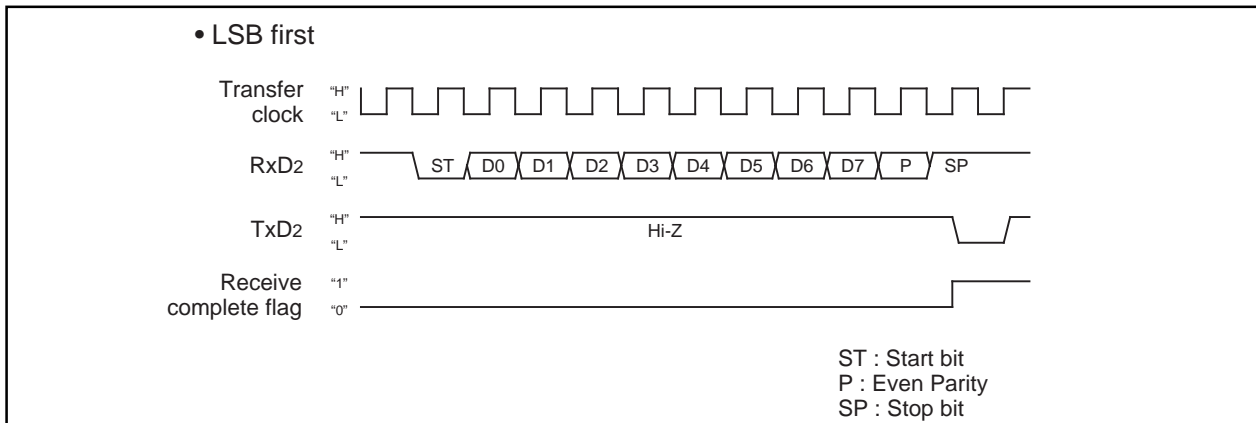 • LSB first
Transfer clock
“H”
“L”
RxD2
“H”
“L”
ST D0 D1 D2 D3 D4 D5 D6 D7 P SP
TxD2
“H”
“L”
Hi-Z
Receive complete flag
“1”
“0”
ST : Start bit
P : Even Parity
SP : Stop bit